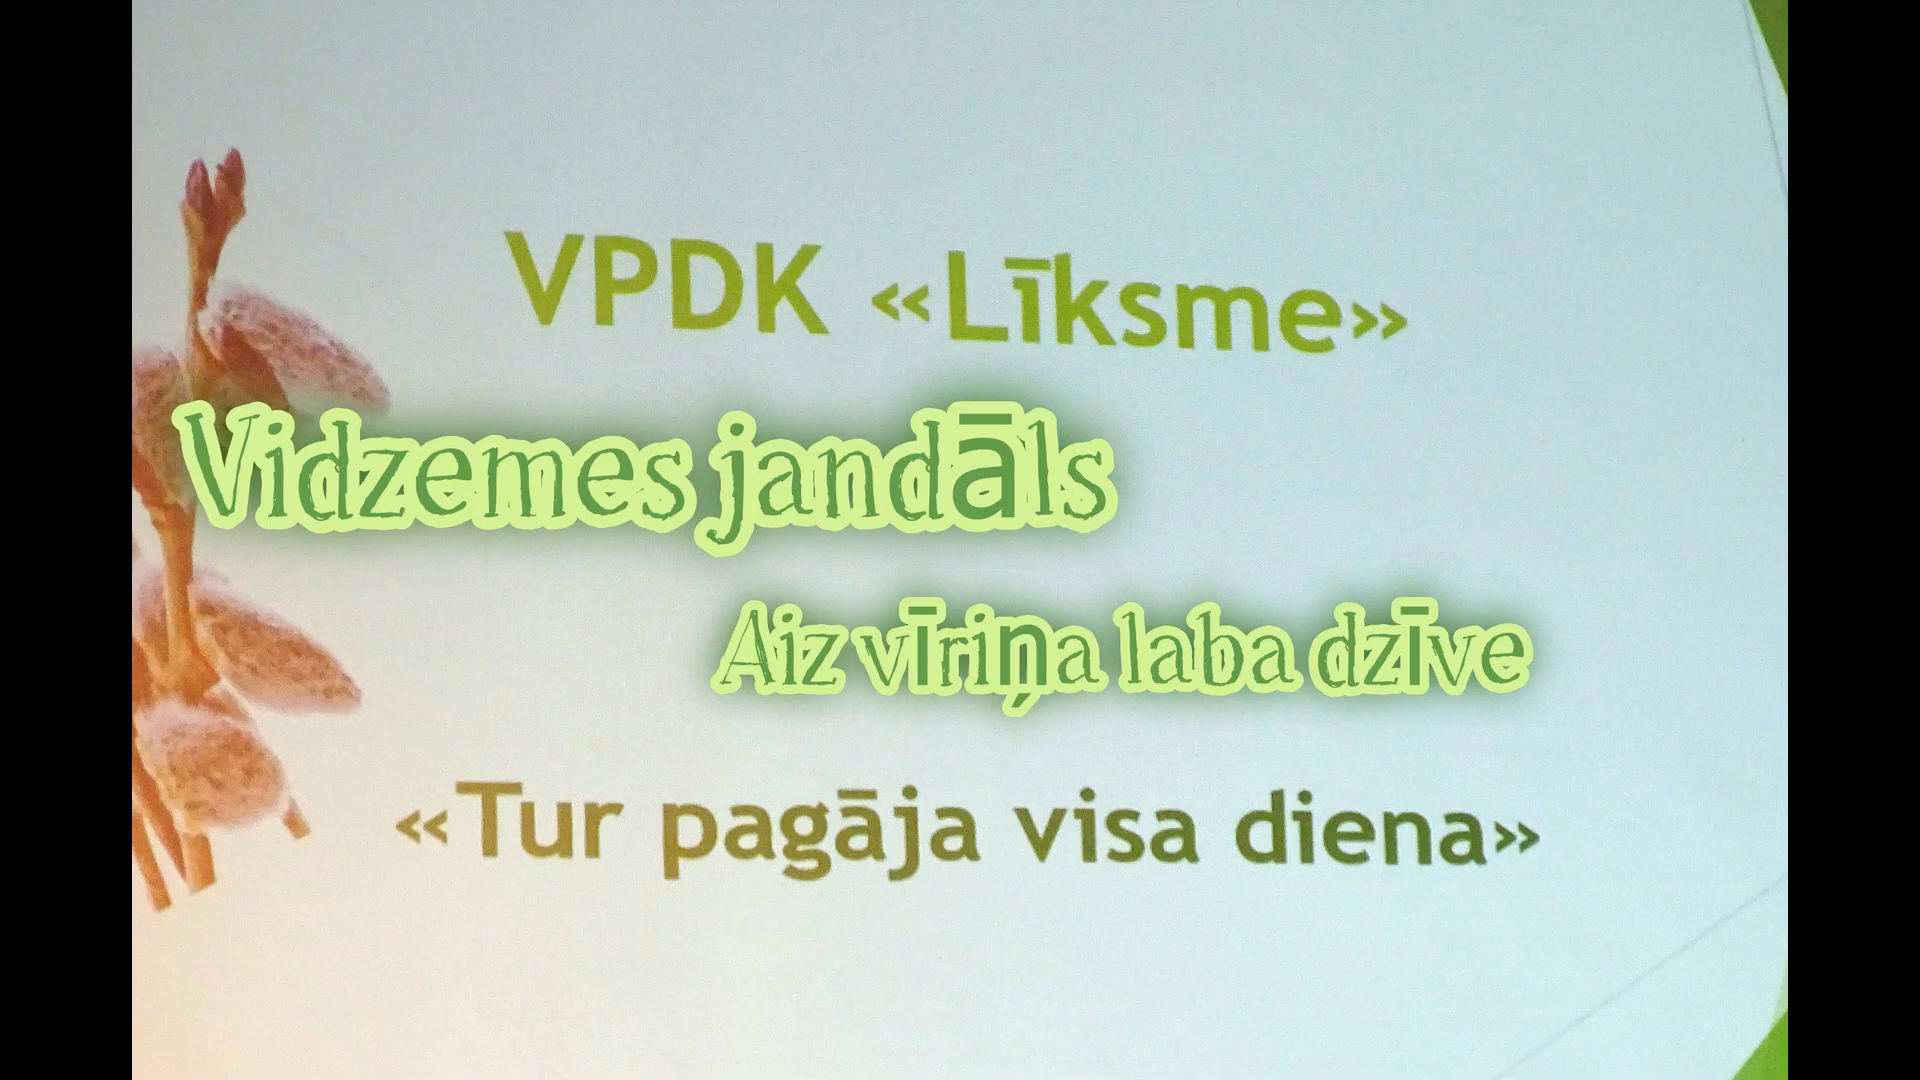 VPDK «Līksme»
Vidzemes jandāls
Aiz vīriņa laba dzīve
«Tur pagāja visa diena»